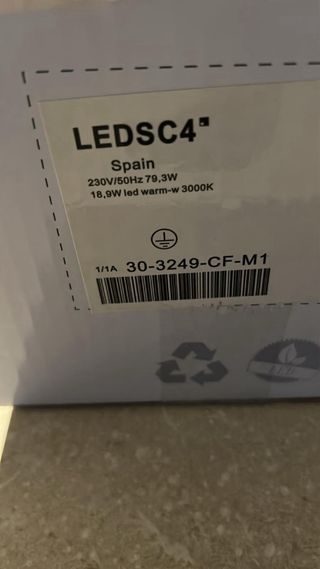 LEDSC4
Spain
230V/50Hz 79,3W
18,9W led warm-w 3000K
1/1A 30-3249-CF-M1